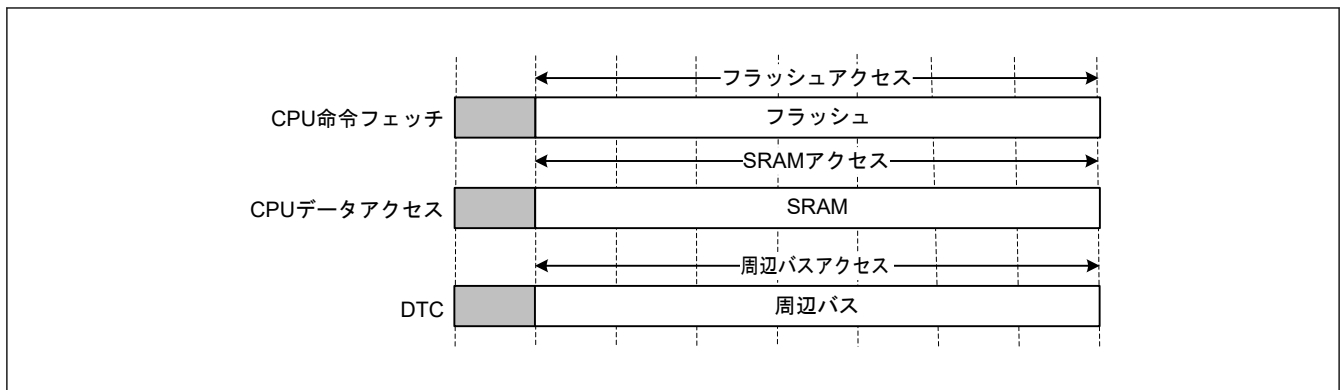 フラッシュアクセス
CPU命令フェッチ
フラッシュ
SRAMアクセス
CPUデータアクセス
SRAM
周辺バスアクセス
DTC
周辺バス